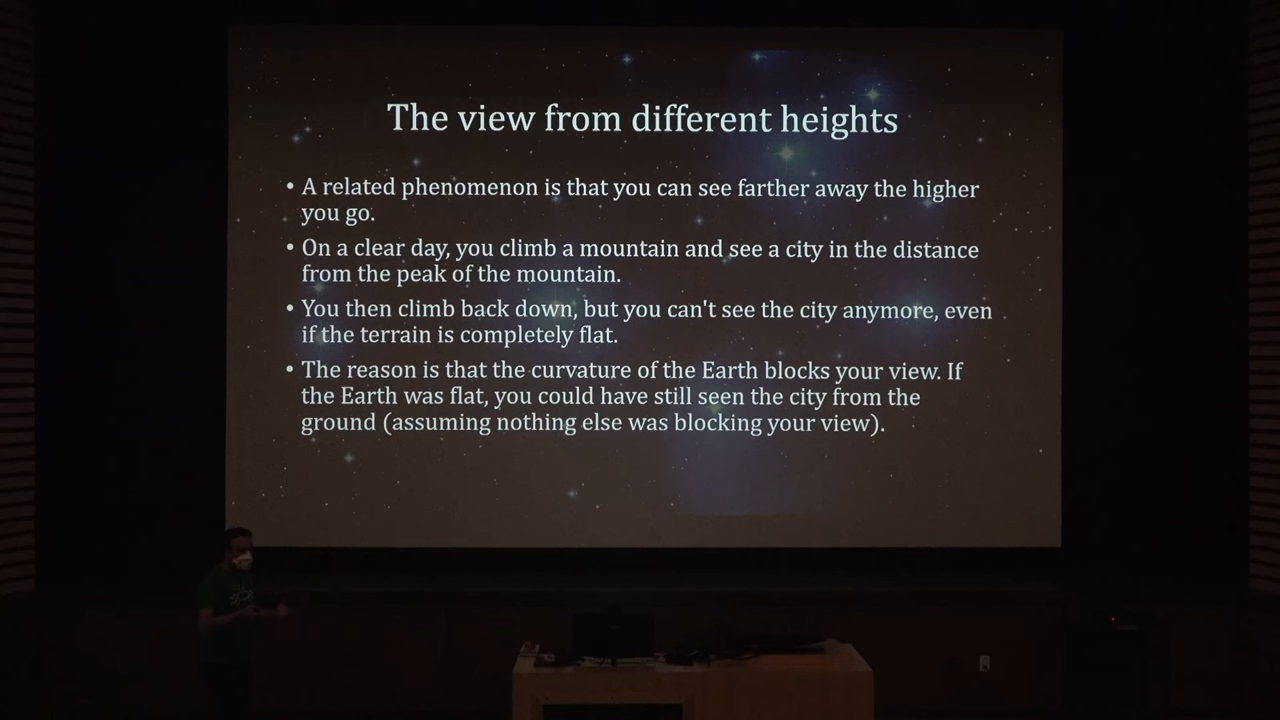 The view from different heights
• A related phenomenon is that you can see farther away the higher
you go.
• On a clear day, you climb a mountain and see a city in the distance
from the peak of the mountain.
• You then climb back down, but you can't see the city anymore, even
if the terrain is completely flat.
• The reason is that the curvature of the Earth blocks your view. If
the Earth was flat, you could have still seen the city from the
ground (assuming nothing else was blocking your view).